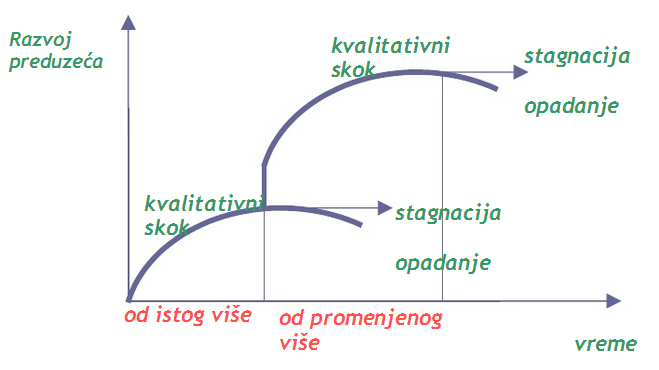 Razvoj
preduzeća
kvalitativni
skok
stagnacija
opadanje
kvalitativni
skok
stagnacija
opadanje
od istog više
od promenjenog
više
vreme